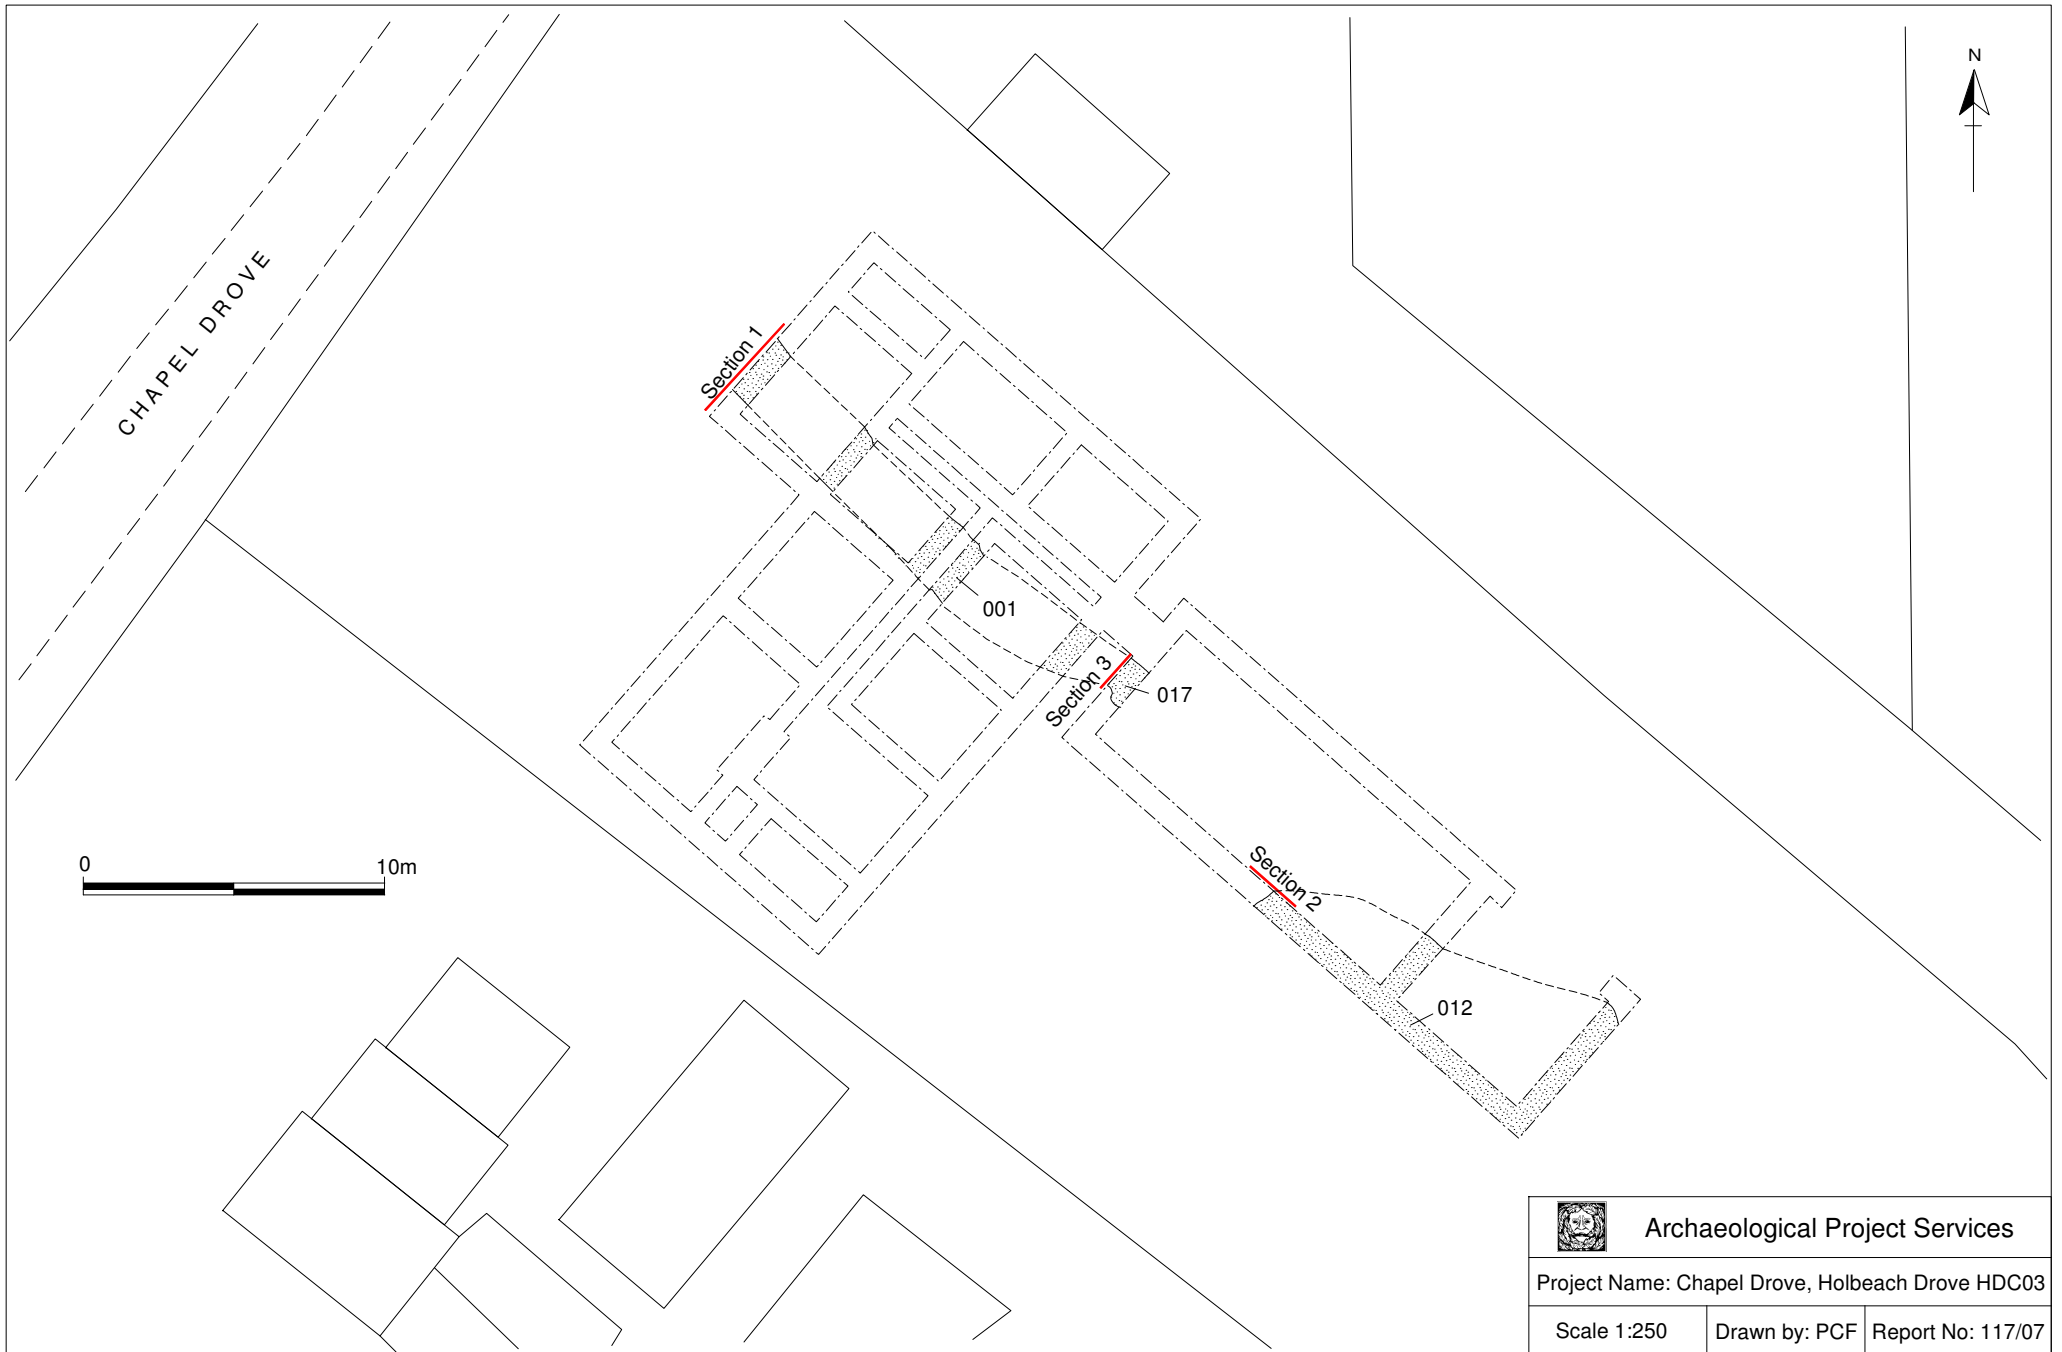 N
CHAPEL DROVE
Section 1
001
Section 3
017
Section 2
0 10m
012
Archaeological Project Services
Project Name: Chapel Drove, Holbeach Drove HDC03
Scale 1:250 Drawn by: PCF Report No: 117/07